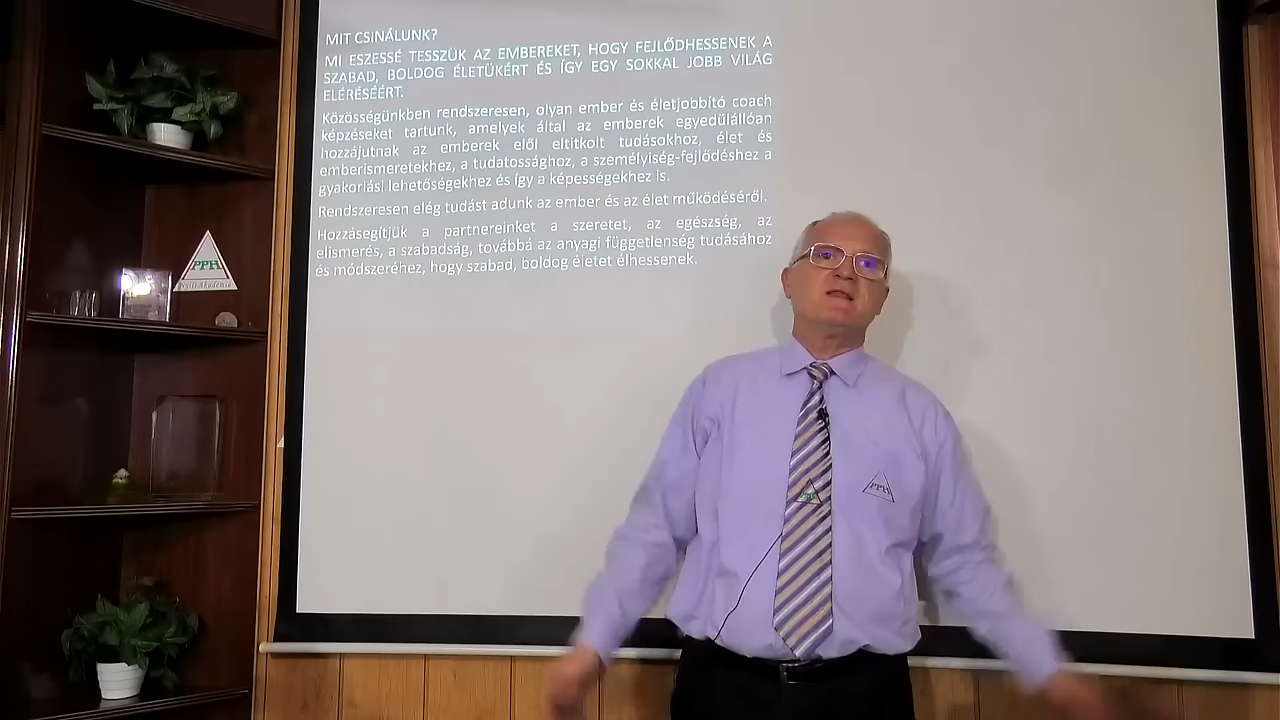 MIT CSINÁLUNK?
MI ESZESSÉ TESSZÜK AZ EMBEREKET, HOGY FEJLŐDHESSENEK A
SZABAD, BOLDOG ÉLETÜKÉRT ÉS ÍGY EGY SOKKAL JOBB VILÁG
ELÉRÉSÉÉRT.
Közösségünkben rendszeresen, olyan ember és életjobbító coach
képzéseket tartunk, amelyek által az emberek egyedülállóan
hozzájutnak az emberek elől eltitkolt tudásokhoz, élet és
emberismeretekhez, a tudatossághoz, a személyiség-fejlődéshez a
gyakorlási lehetőségekhez és így a képességekhez is.
Rendszeresen elég tudást adunk az ember és az élet működéséről.
Hozzásegítjük a partnereinket a szeretet, az egészség, az
elismerés, a szabadság, továbbá az anyagi függetlenség tudásához
és módszeréhez, hogy szabad, boldog életet élhessenek.
PPH
Nyílt Akadémia
PPH